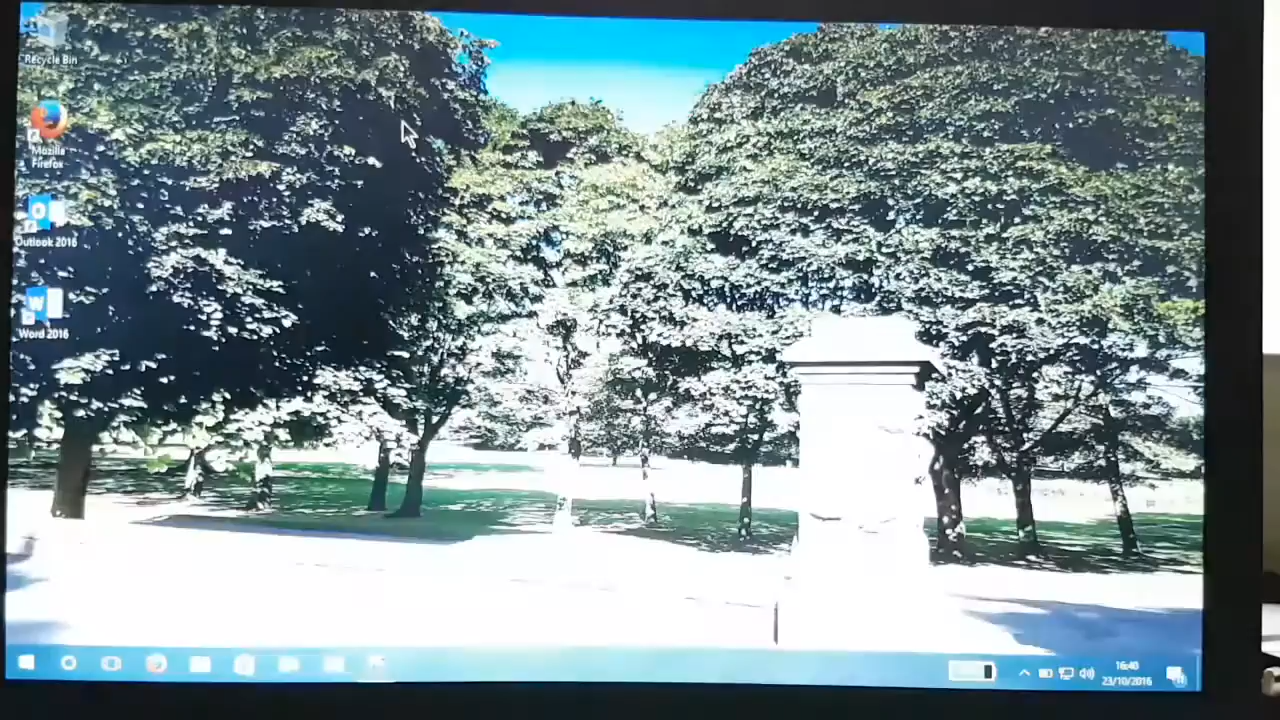 Recycle Bin
Mozilla
Firefox
Outlook 2016
Word 2016
16:40
23/10/2016